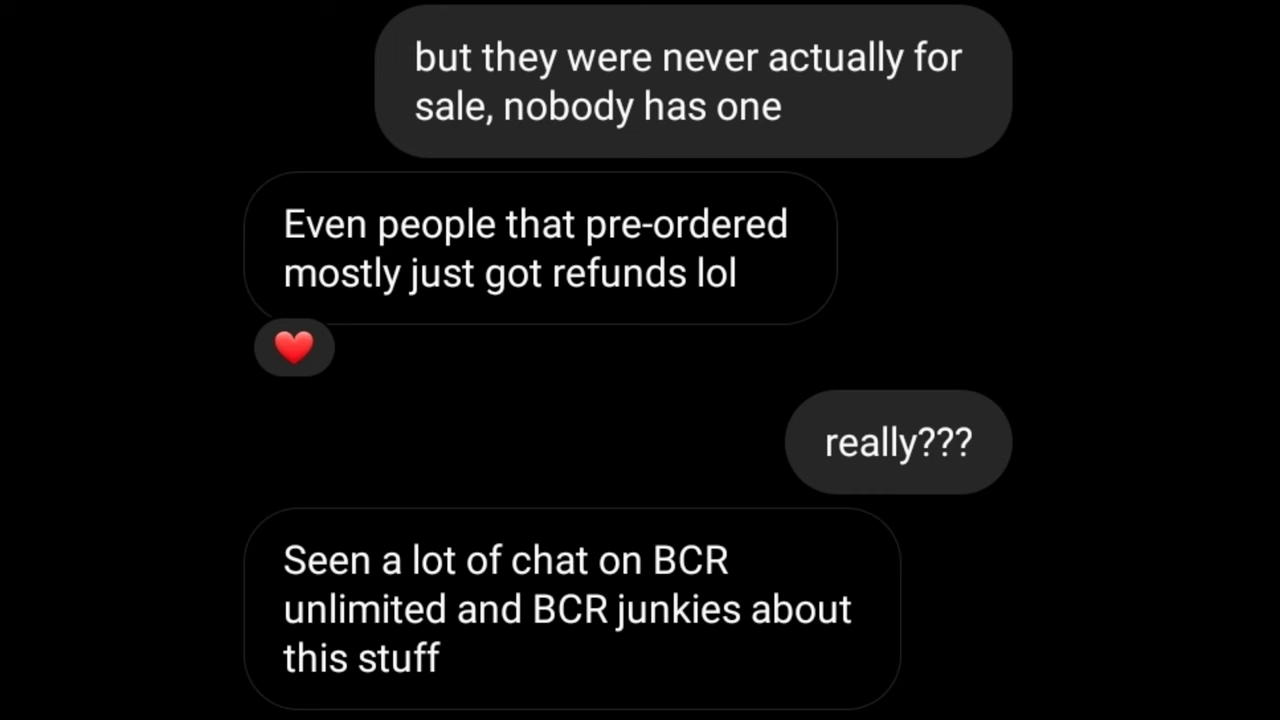 but they were never actually for
sale, nobody has one
Even people that pre-ordered
mostly just got refunds lol
really???
Seen a lot of chat on BCR
unlimited and BCR junkies about
this stuff